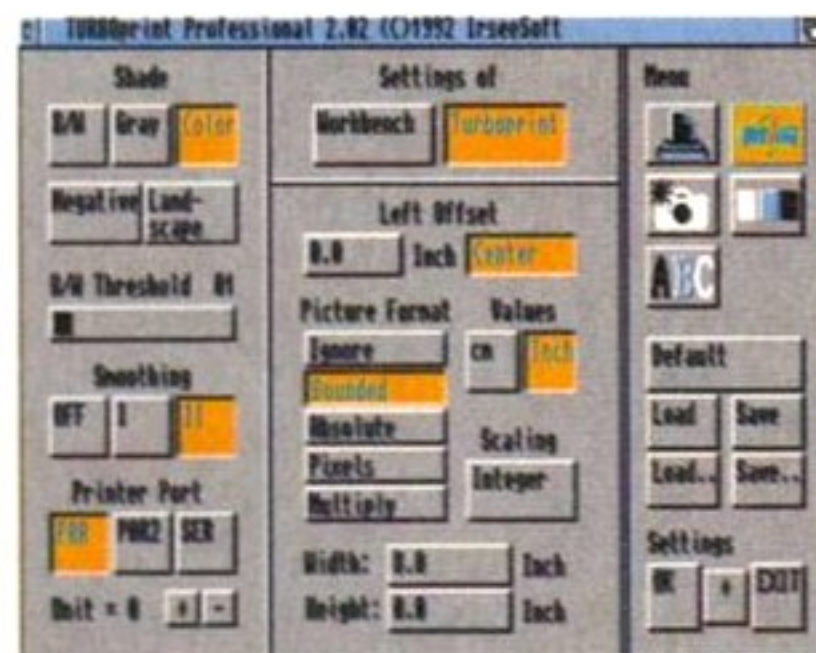 TURBOprint Professional 2.02 (C)1992 IrseeSoft
Shade
B/W Gray Color
Negative Land-
scape
B/W Threshold 01
Smoothing
OFF I II
Printer Port
PAR PAR2 SER
Unit = 0 + -
Settings of
Workbench Turboprint
Left Offset
0.0 Inch Center
Picture Format
Ignore
Bounded
Absolute
Pixels
Multiply
Values
cm Inch
Scaling
Integer
Width: 0.0 Inch
Height: 0.0 Inch
Menu
ABC
Default
Load Save
Load.. Save..
Settings
OK + EXIT